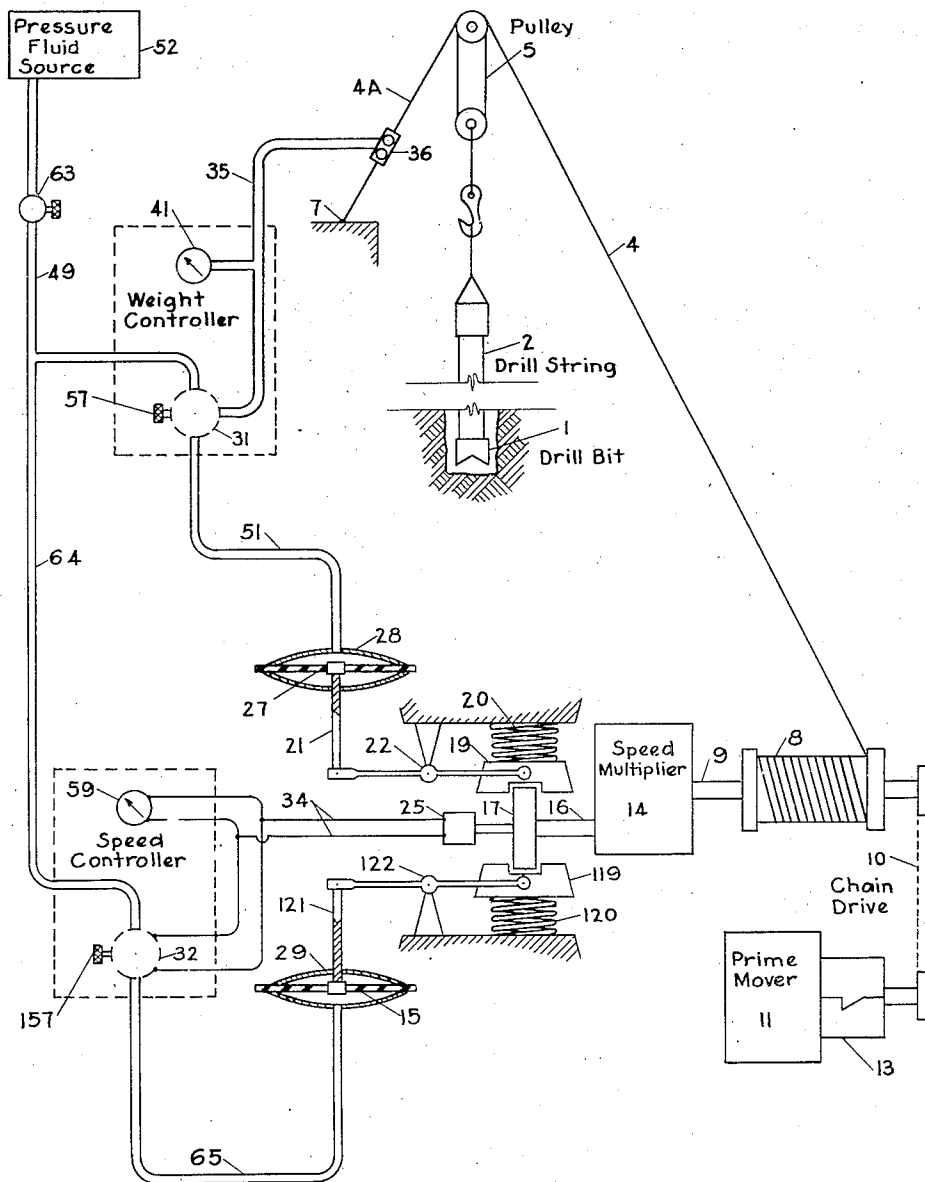 Pressure
Fluid
Source
52
Pulley
5
4A
63
36
35
41
7
4
49
Weight
Controller
2
Drill String
57
31
1
Drill Bit
51
64
28
27
20
21
22
19
Speed
Multiplier
14
9
8
59
34
25
17
16
Speed
Controller
122
119
10
Chain
Drive
121
120
32
29
Prime
Mover
11
157
15
13
65